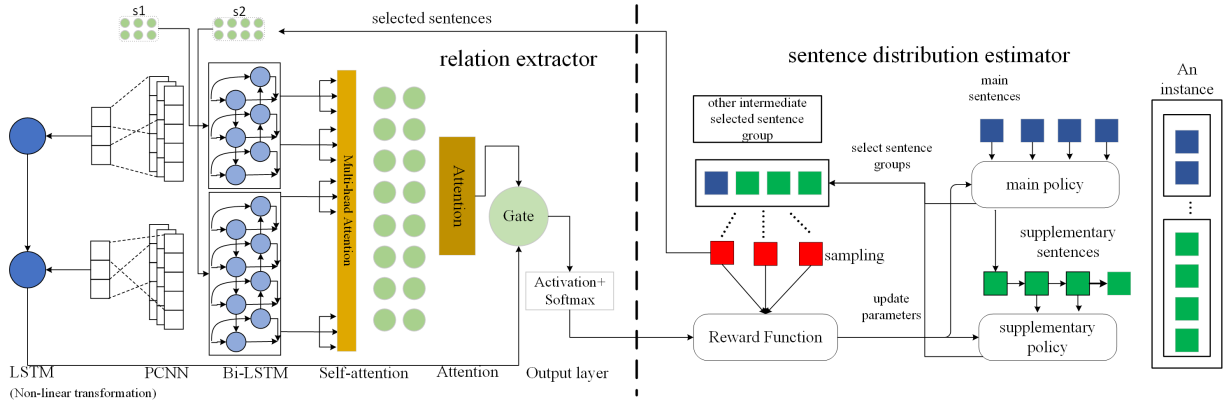 s1
s2
selected sentences
relation extractor
Multi-head Attention
Attention
Gate
Activation+
Softmax
LSTM
(Non-linear transformation)
PCNN
Bi-LSTM
Self-attention
Attention
Output layer
sentence distribution estimator
other intermediate
selected sentence
group
select sentence
groups
main
sentences
main policy
supplementary
sentences
sampling
update
parameters
Reward Function
supplementary
policy
An
instance